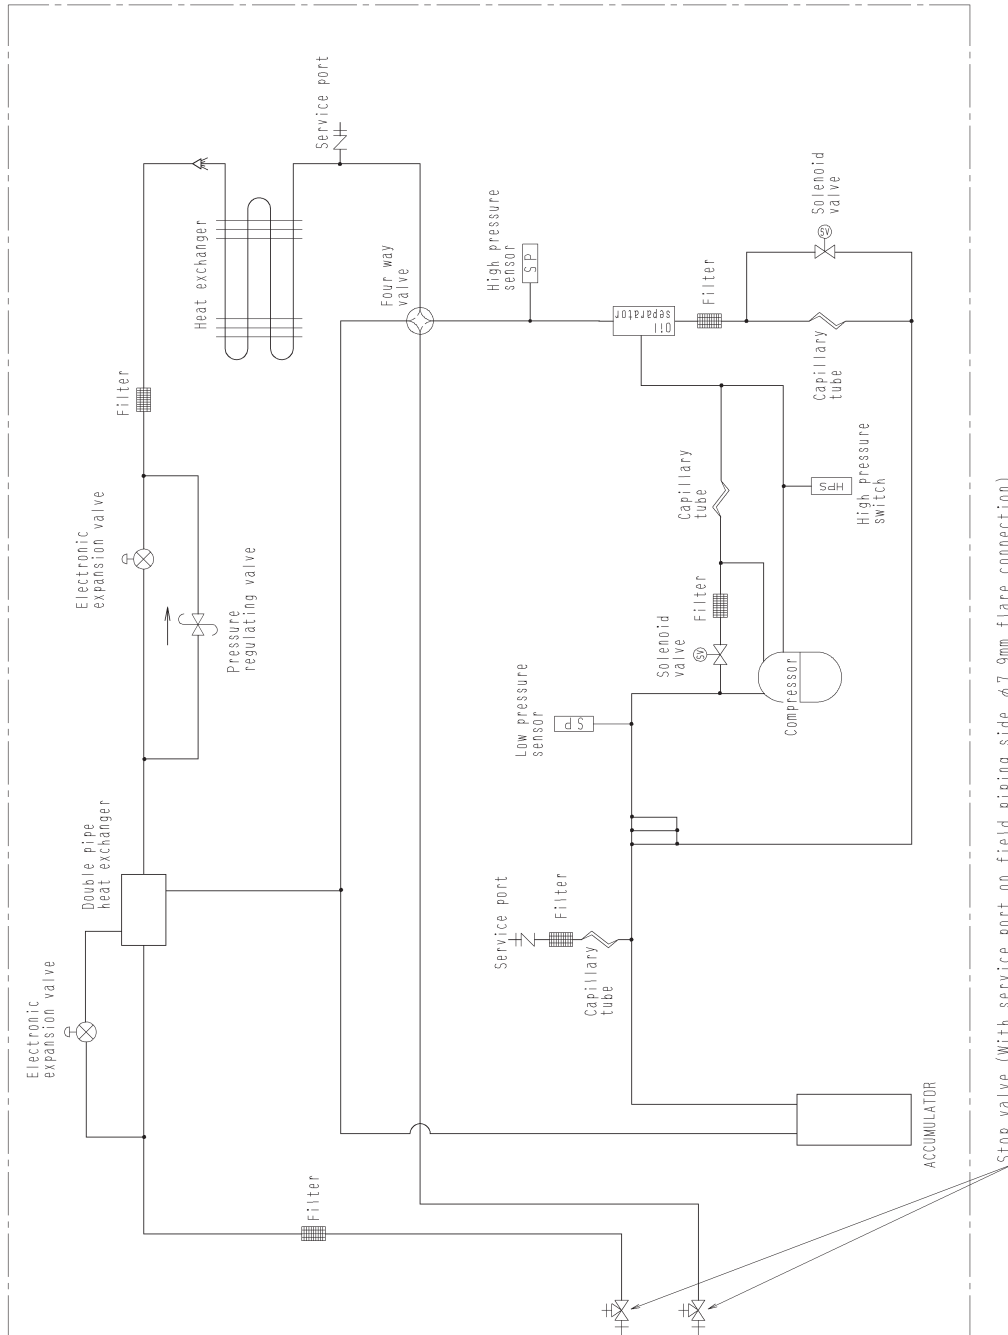 Service port
Heat exchanger
Four way
valve
High pressure
sensor
SP
Solenoid
valve
SV
Filter
Oil
separator
Capillary
tube
Filter
Electronic
expansion valve
Pressure
regulating valve
Capillary
tube
HPS
High pressure
switch
Filter
Solenoid
valve
SV
Compressor
Low pressure
sensor
SP
Double pipe
heat exchanger
Service port
Filter
Capillary
tube
Electronic
expansion valve
ACCUMULATOR
Filter
Stop valve (With service port on field piping side, ø7.9mm flare connection)